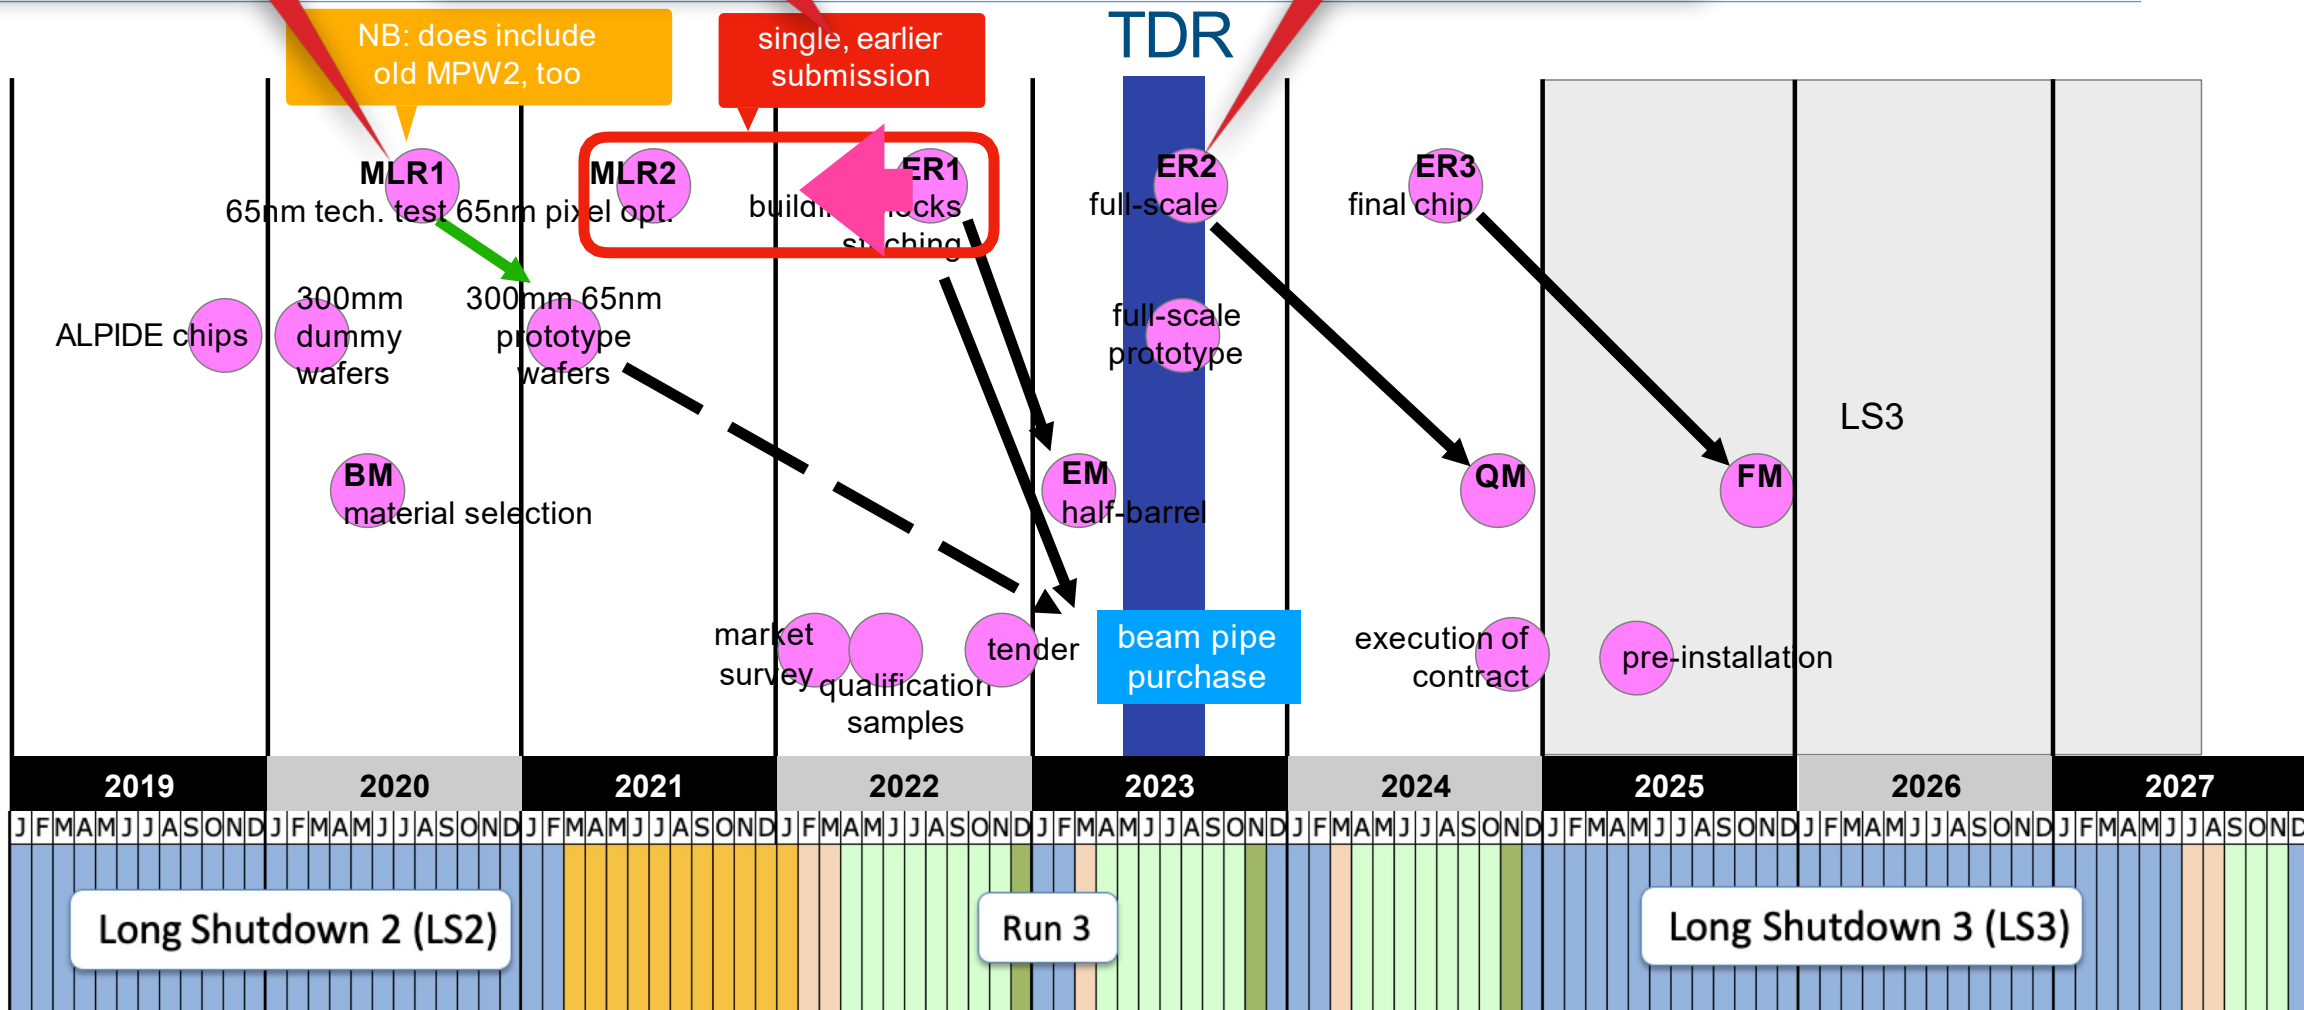 NB: does include
old MPW2, too
single, earlier
submission
TDR
MLR1
65nm tech. test
MLR2
65nm pixel opt.
ER1
building blocks
stitching
ER2
full-scale
ER3
final chip
ALPIDE chips
300mm
dummy
wafers
300mm 65nm
prototype
wafers
full-scale
prototype
LS3
BM
material selection
EM
half-barrel
QM
FM
market
survey
qualification
samples
tender
beam pipe
purchase
execution of
contract
pre-installation
2019 2020 2021 2022 2023 2024 2025 2026 2027
J F M A M J J A S O N D J F M A M J J A S O N D J F M A M J J A S O N D J F M A M J J A S O N D J F M A M J J A S O N D J F M A M J J A S O N D J F M A M J J A S O N D J F M A M J J A S O N D J F M A M J J A S O N D
Long Shutdown 2 (LS2)
Run 3
Long Shutdown 3 (LS3)